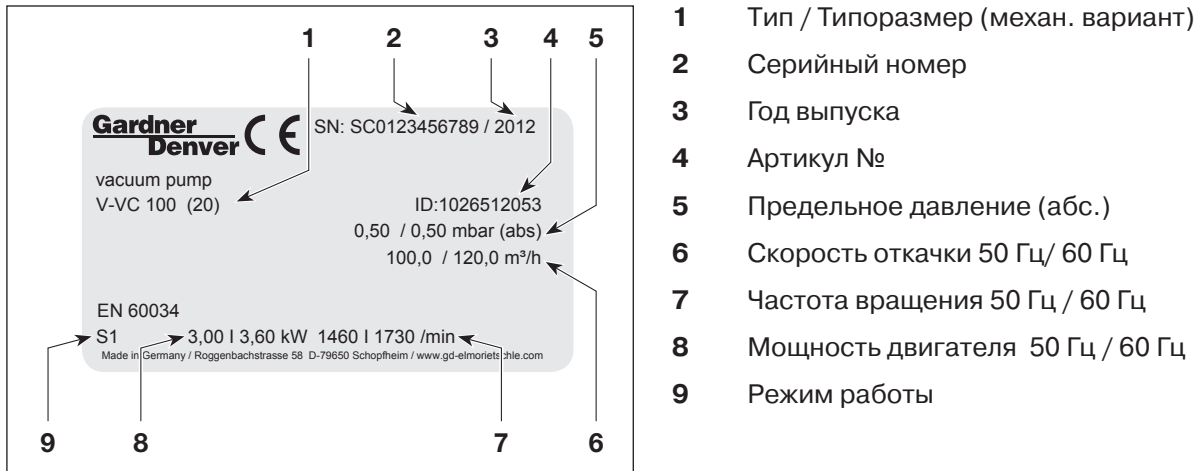 1 2 3 4 5
Gardner
Denver CE SN: SC0123456789 / 2012
vacuum pump
V-VC 100 (20) ID:1026512053
0,50 / 0,50 mbar (abs)
100,0 / 120,0 m³/h
EN 60034
S1 3,00 I 3,60 kW 1460 I 1730 /min
Made in Germany / Roggenbachstrasse 58 D-79650 Schopfheim / www.gd-elmorietschle.com
9 8 7 6
1 Тип / Типоразмер (механ. вариант)
2 Серийный номер
3 Год выпуска
4 Артикул №
5 Предельное давление (абс.)
6 Скорость откачки 50 Гц/ 60 Гц
7 Частота вращения 50 Гц / 60 Гц
8 Мощность двигателя 50 Гц / 60 Гц
9 Режим работы